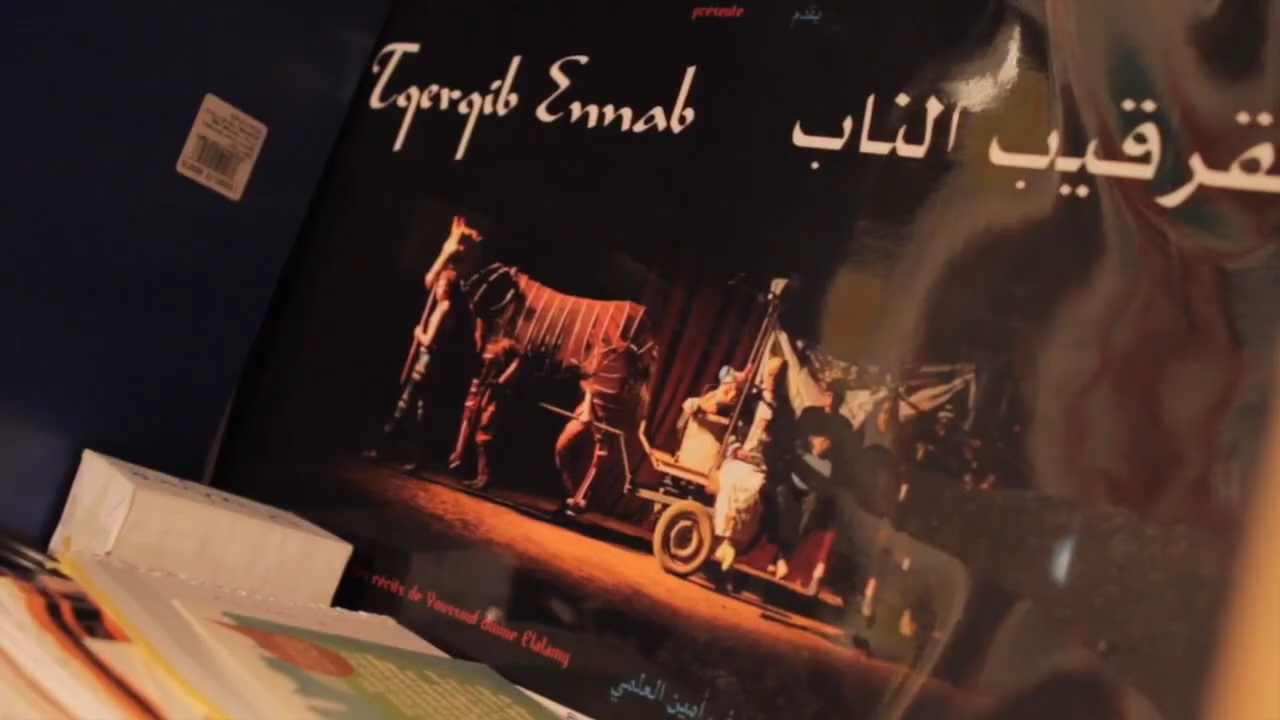 présente يقدم
Tqerqib Ennab
تقرقيب الناب
récits de Youssouf Amine Elalamy
أمين العلمي